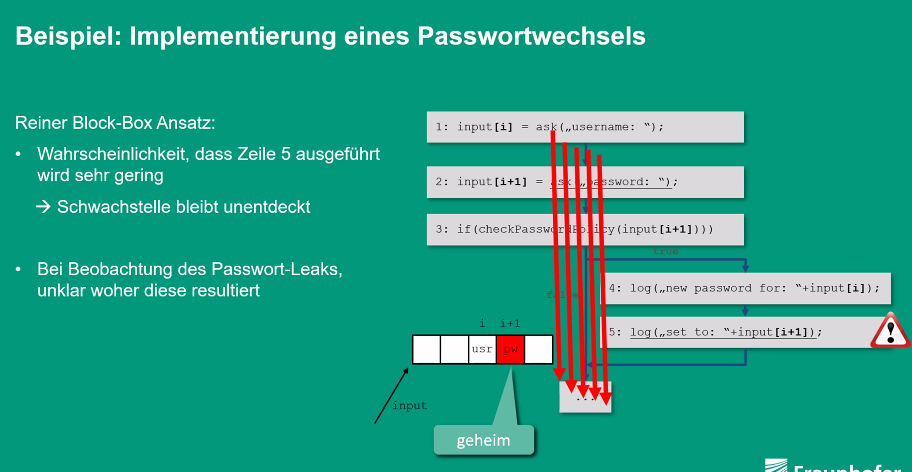 Beispiel: Implementierung eines Passwortwechsels
Reiner Block-Box Ansatz:
• Wahrscheinlichkeit, dass Zeile 5 ausgeführt
wird sehr gering
→ Schwachstelle bleibt unentdeckt
• Bei Beobachtung des Passwort-Leaks,
unklar woher diese resultiert
1: input[i] = ask(„username: “);
2: input[i+1] = ask(„password: “);
3: if(checkPasswordPolicy(input[i+1])))
true
false
4: log(„new password for: “+input[i]);
5: log(„set to: “+input[i+1]);
...
i i+1
usr pw
input
geheim
Fraunhofer